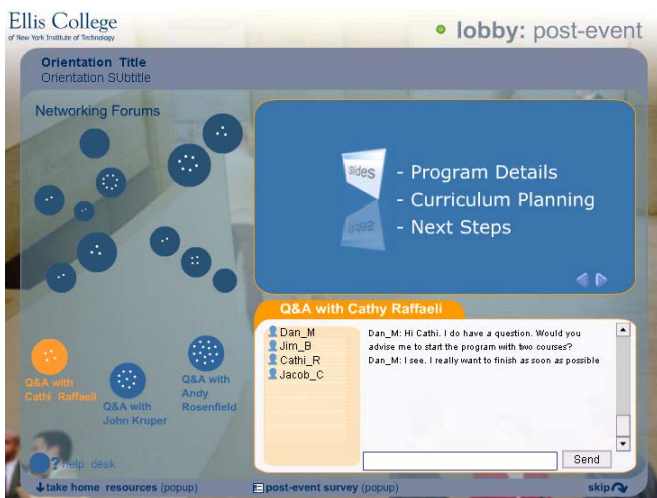 Ellis College
of New York Institute of Technology
lobby: post-event
Orientation Title
Orientation SUbtitle
Networking Forums
slides
- Program Details
- Curriculum Planning
- Next Steps
Q&A with Cathy Raffaeli
Dan_M
Jim_B
Cathi_R
Jacob_C
Dan_M: Hi Cathi. I do have a question. Would you
advise me to start the program with two courses?
Dan_M: I see. I really want to finish as soon as possible
Send
Q&A with
Cathi Raffaeli
Q&A with
John Kruper
Q&A with
Andy
Rosenfield
? help desk
take home resources (popup)
post-event survey (popup)
skip